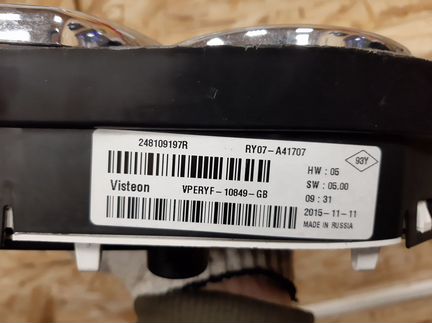 248109197R RY07-A41707
93Y
HW : 05
Visteon VPERYF-10849-GB
SW : 05.00
09 : 31
2015-11-11
MADE IN RUSSIA